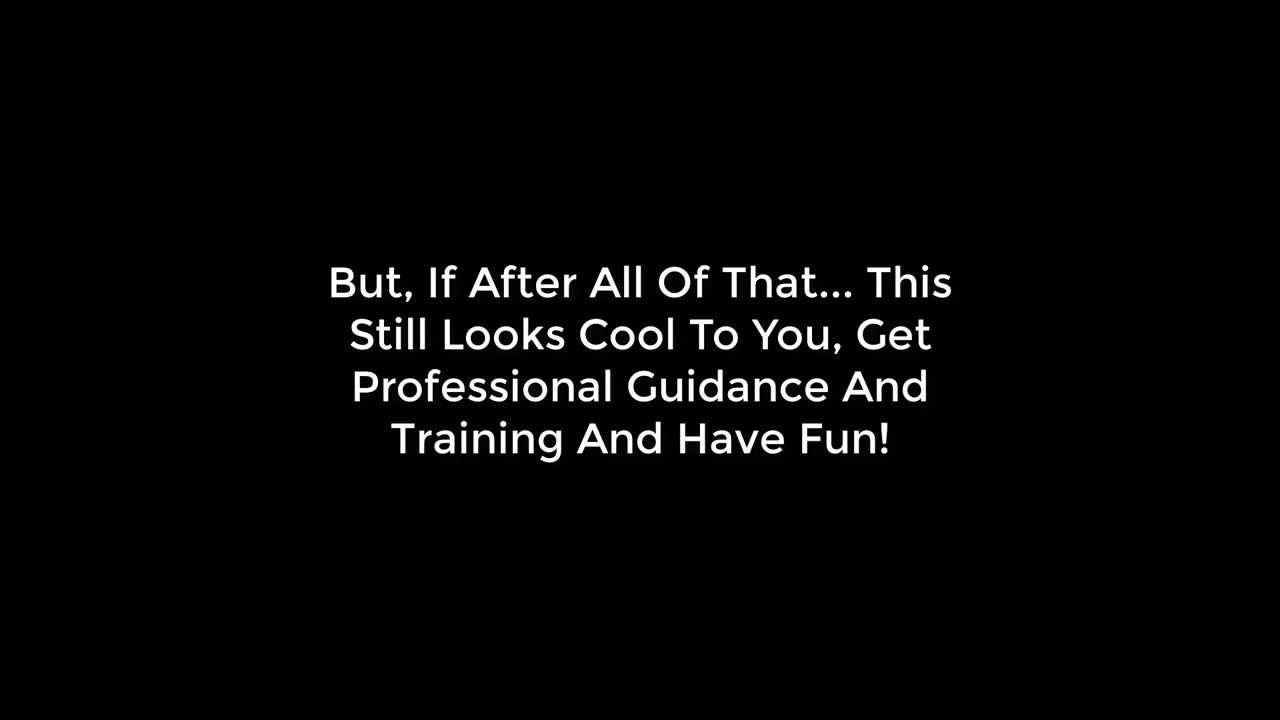 But, If After All Of That... This
Still Looks Cool To You, Get
Professional Guidance And
Training And Have Fun!